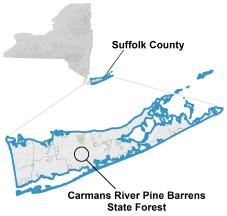 Suffolk County
Carmans River Pine Barrens
State Forest